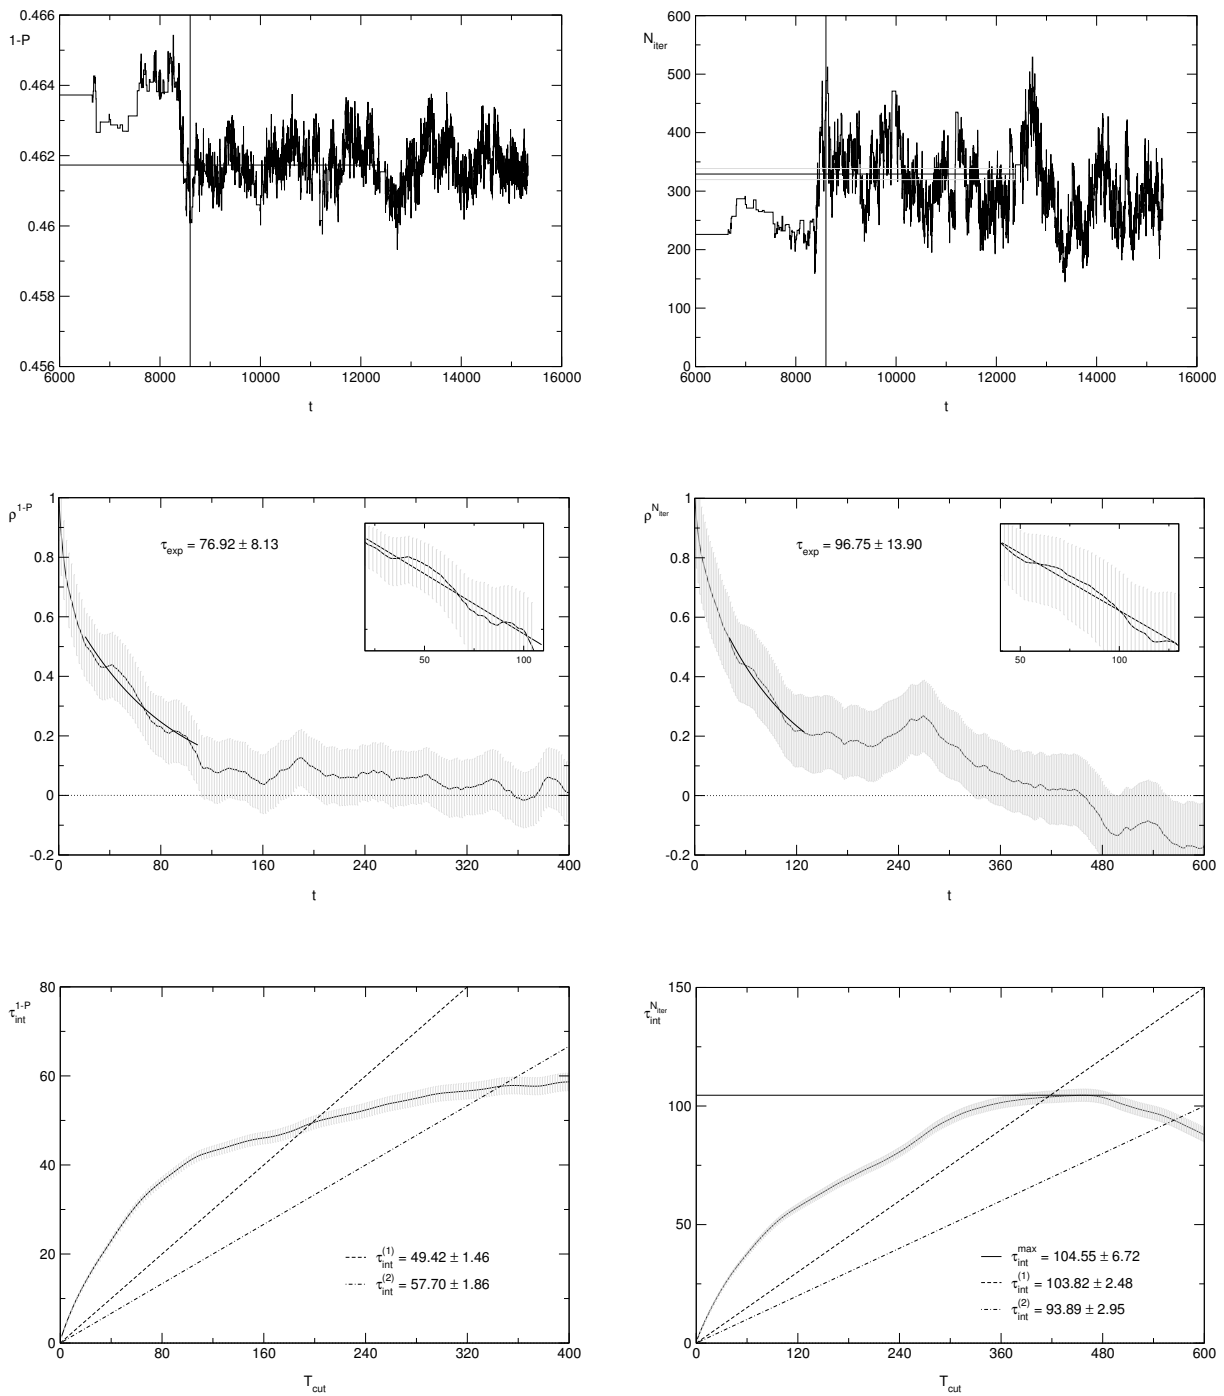 0.466
1-P
0.464
0.462
0.46
0.458
0.456
6000 8000 10000 12000 14000 16000
t
600
N_iter
500
400
300
200
100
0
6000 8000 10000 12000 14000 16000
t
1
ρ^1-P
τ_exp = 76.92 ± 8.13
0.8
0.6
0.4
0.2
0
-0.2
50 100
0 80 160 240 320 400
t
1
ρ^N_iter
τ_exp = 96.75 ± 13.90
0.8
0.6
0.4
0.2
0
-0.2
50 100
0 120 240 360 480 600
t
80
τ_int^1-P
60
40
20
0
τ_int^(1) = 49.42 ± 1.46
τ_int^(2) = 57.70 ± 1.86
0 80 160 240 320 400
T_cut
150
τ_int^N_iter
100
50
0
τ_int^max = 104.55 ± 6.72
τ_int^(1) = 103.82 ± 2.48
τ_int^(2) = 93.89 ± 2.95
0 120 240 360 480 600
T_cut